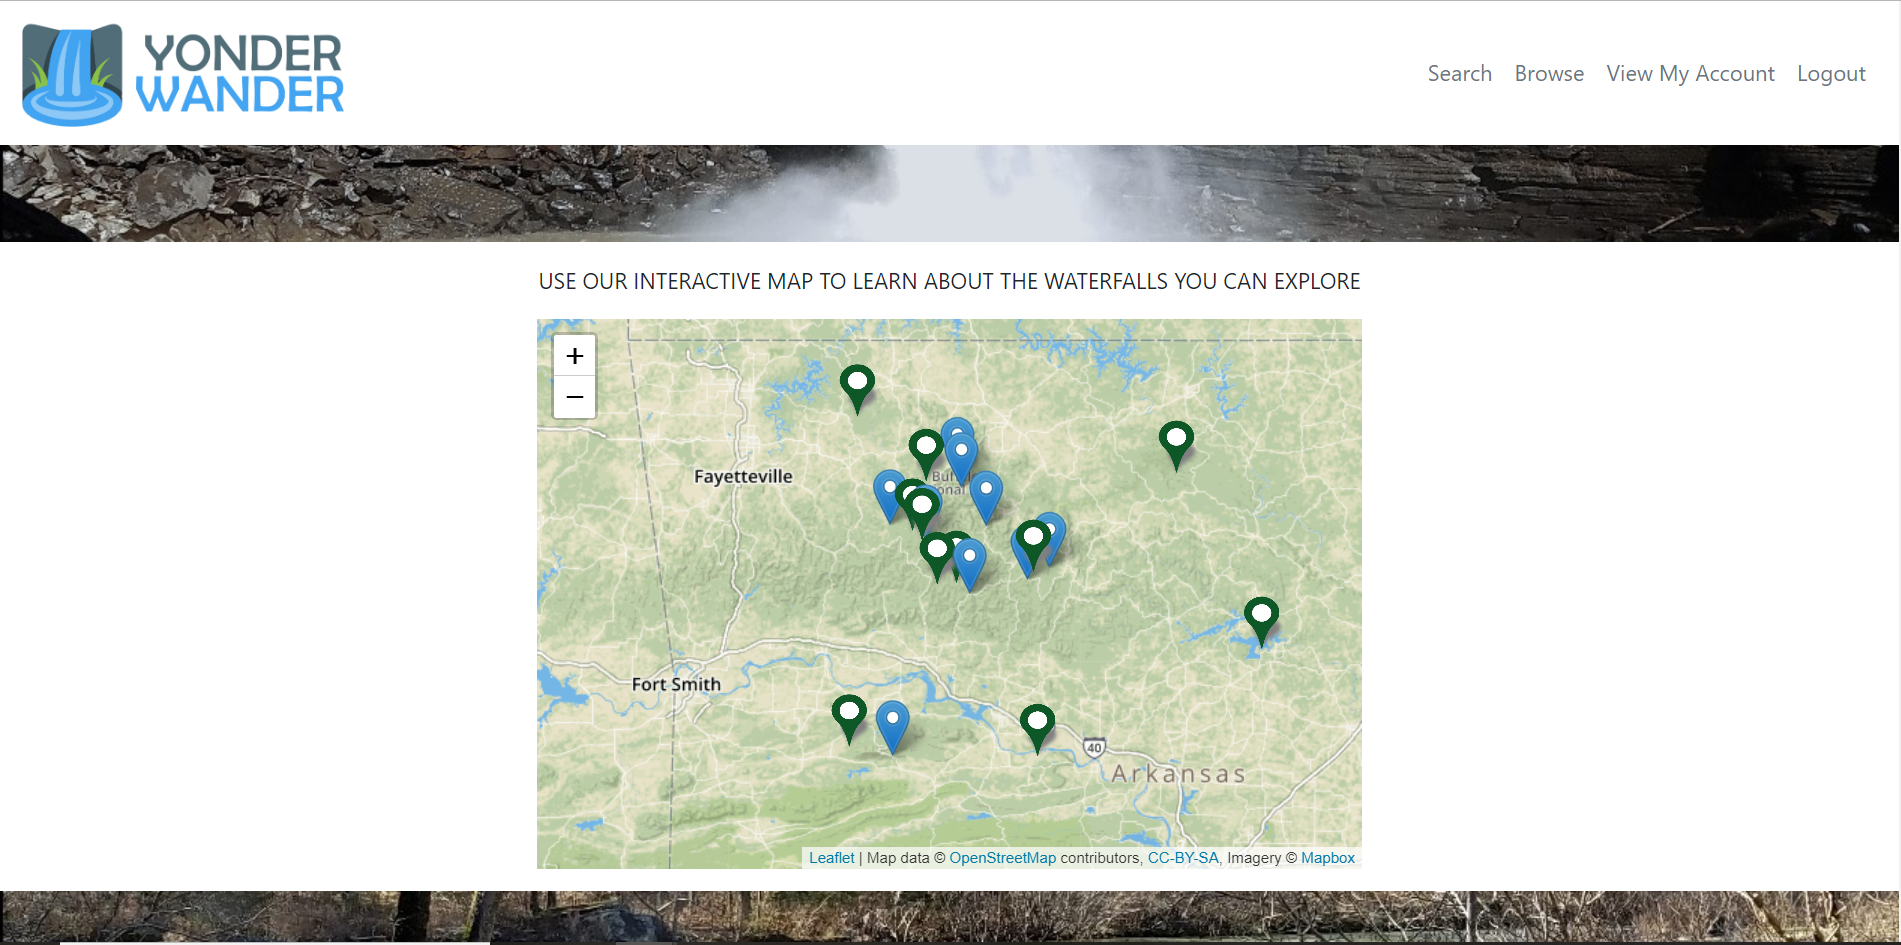 YONDER
WANDER
Search Browse View My Account Logout
USE OUR INTERACTIVE MAP TO LEARN ABOUT THE WATERFALLS YOU CAN EXPLORE
+
−
Fayetteville
Fort Smith
40
Arkansas
Leaflet | Map data © OpenStreetMap contributors, CC-BY-SA, Imagery © Mapbox